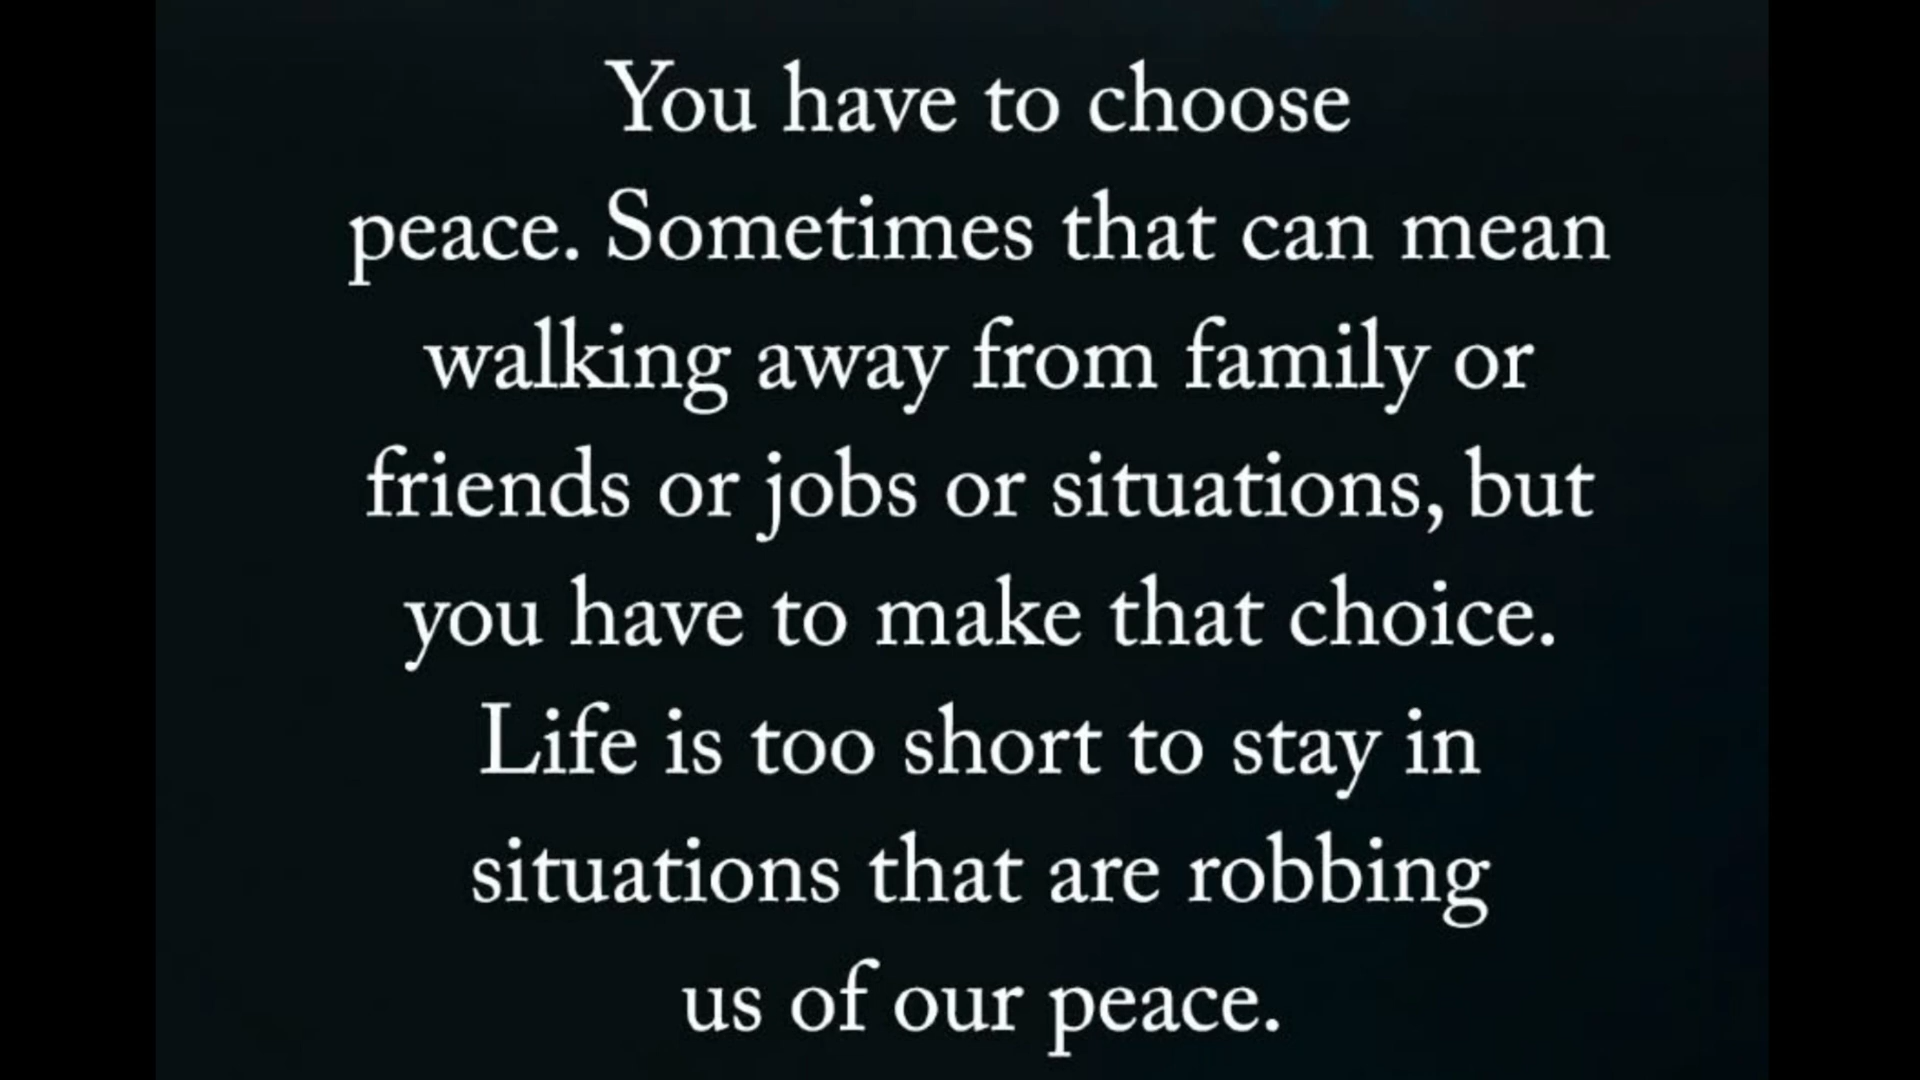 You have to choose
peace. Sometimes that can mean
walking away from family or
friends or jobs or situations, but
you have to make that choice.
Life is too short to stay in
situations that are robbing
us of our peace.